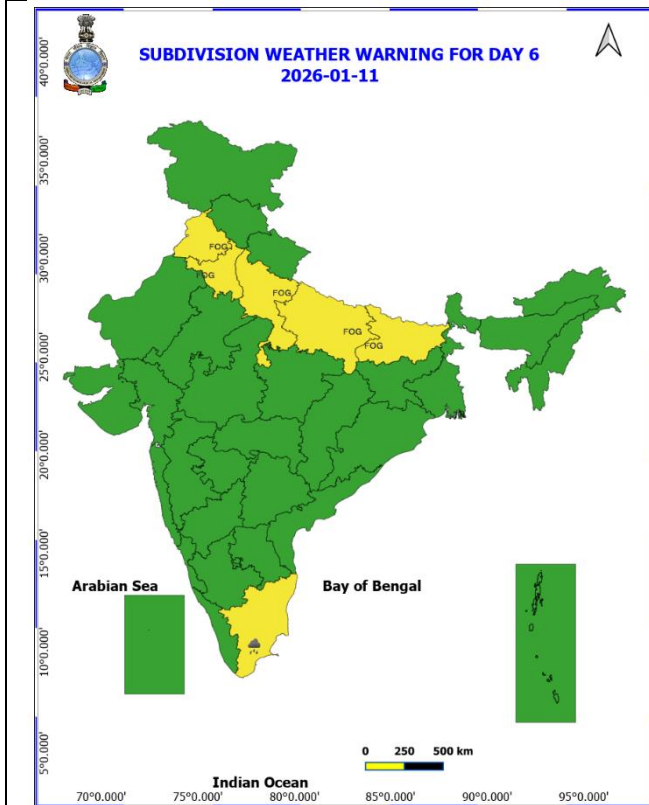 SUBDIVISION WEATHER WARNING FOR DAY 6
2026-01-11
40°0.000'
35°0.000'
30°0.000'
25°0.000'
20°0.000'
15°0.000'
10°0.000'
5°0.000'
FOG
FOG
FOG
FOG
FOG
Arabian Sea
Bay of Bengal
0 250 500 km
Indian Ocean
70°0.000' 75°0.000' 80°0.000' 85°0.000' 90°0.000' 95°0.000'